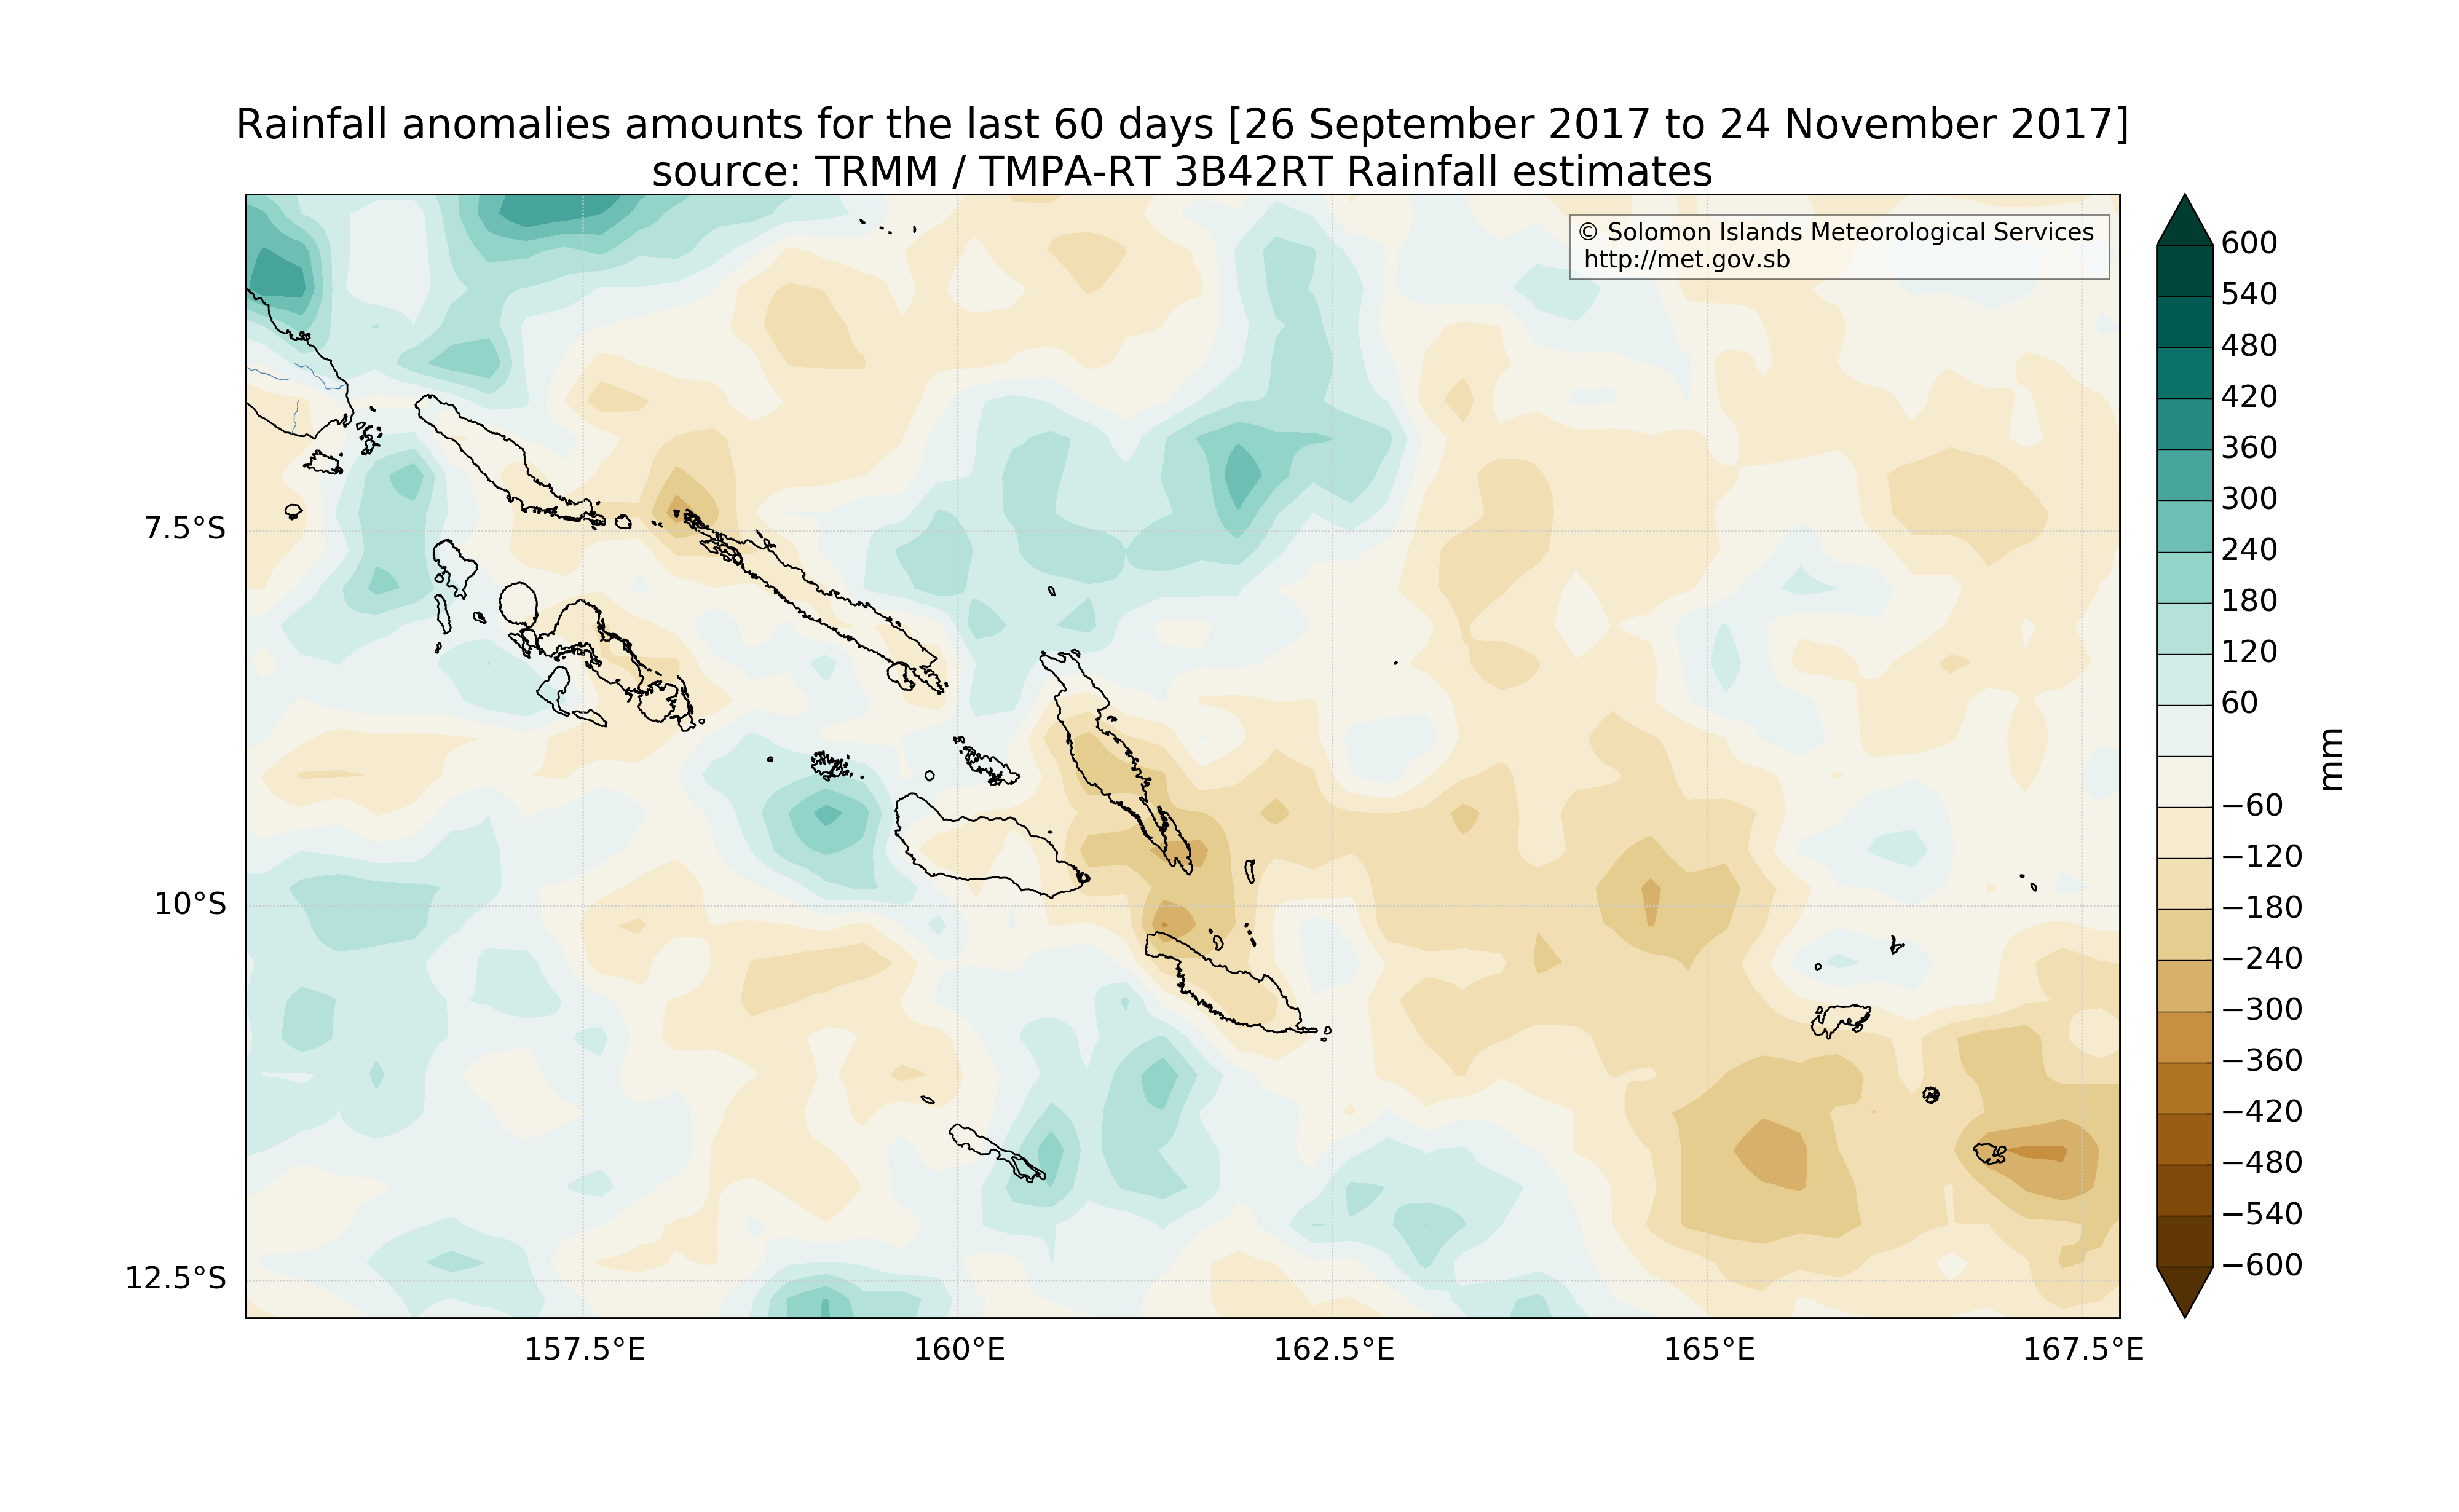 Rainfall anomalies amounts for the last 60 days [26 September 2017 to 24 November 2017]
source: TRMM / TMPA-RT 3B42RT Rainfall estimates
© Solomon Islands Meteorological Services
http://met.gov.sb
7.5°S
10°S
12.5°S
157.5°E
160°E
162.5°E
165°E
167.5°E
600
540
480
420
360
300
240
180
120
60
−60
−120
−180
−240
−300
−360
−420
−480
−540
−600
mm